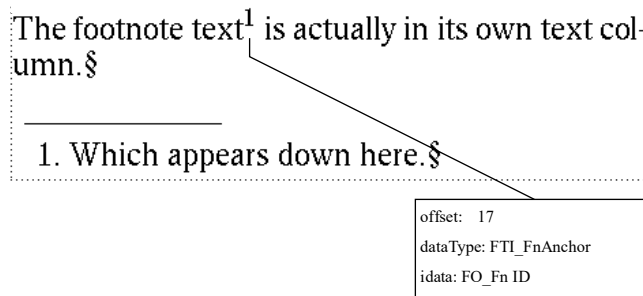 The footnote text1 is actually in its own text col-
umn.§
1. Which appears down here.§
offset: 17
dataType: FTI_FnAnchor
idata: FO_Fn ID